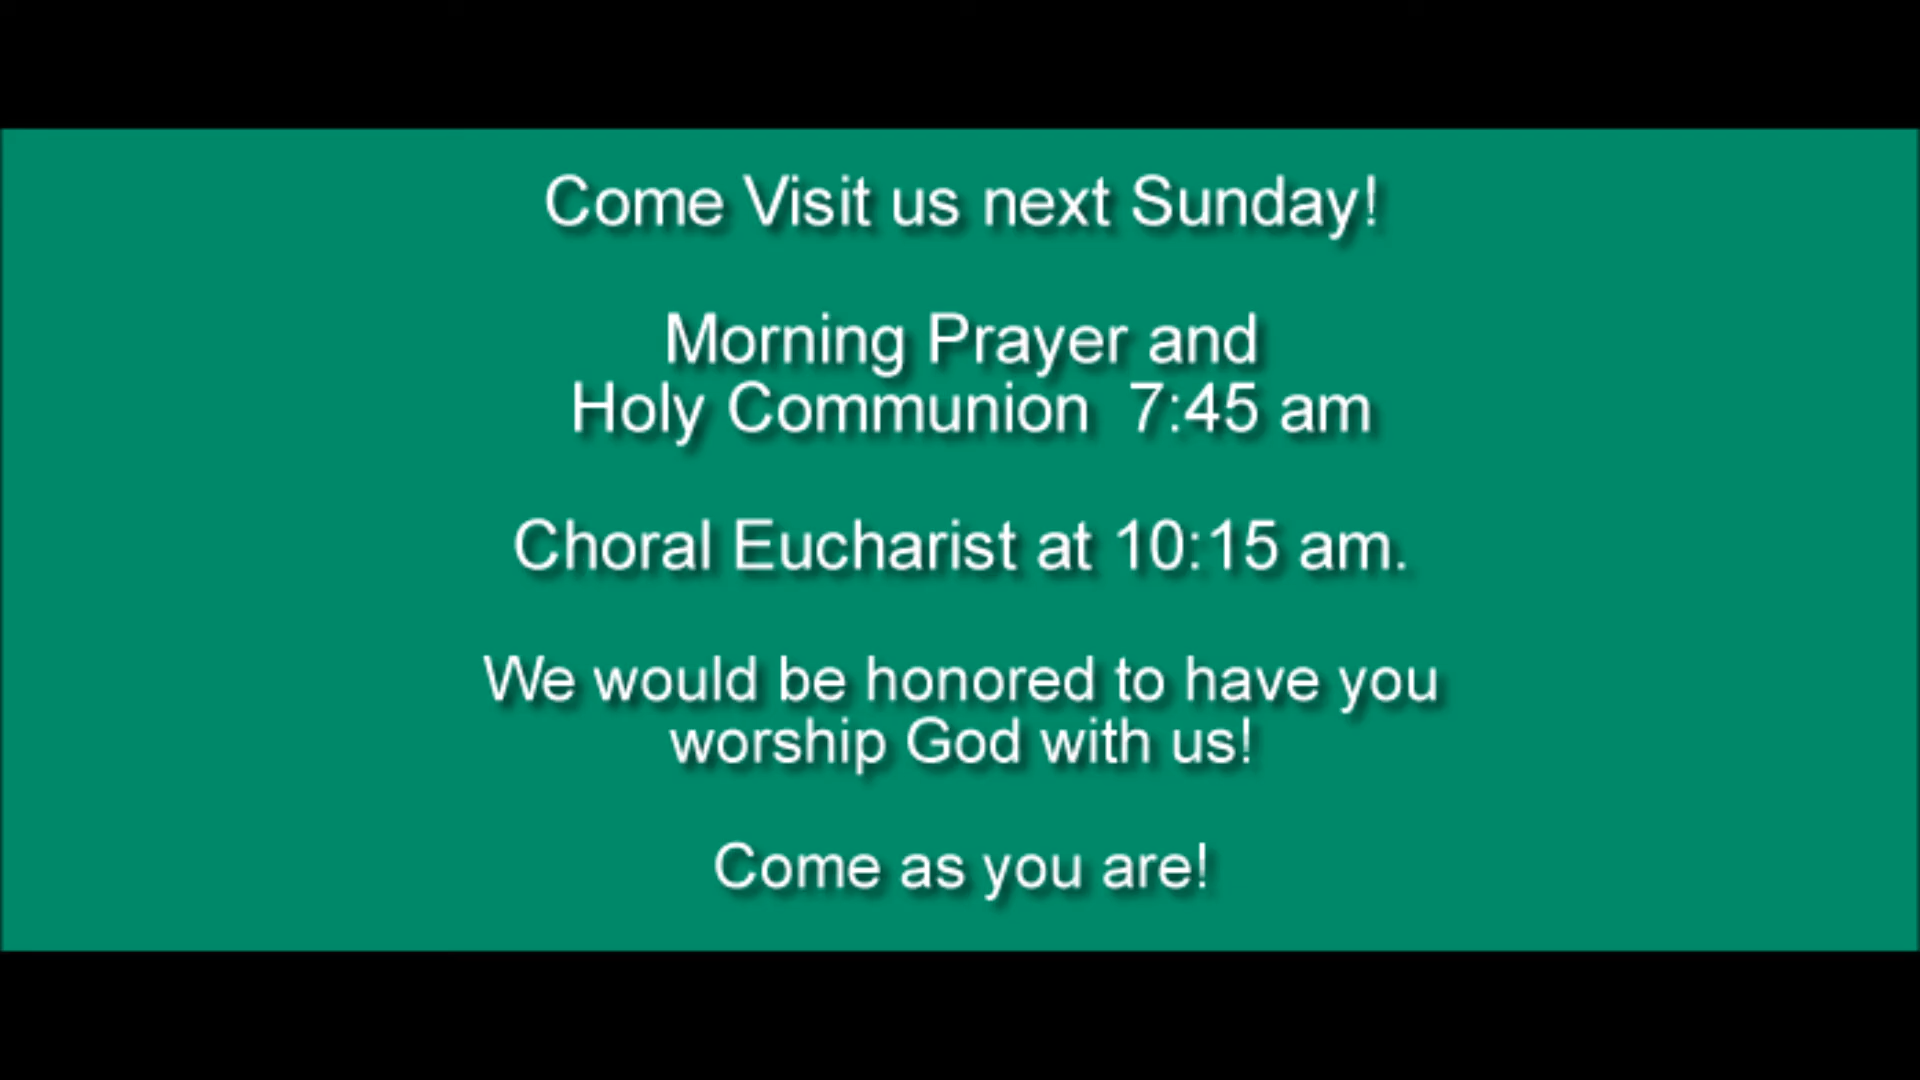 Come Visit us next Sunday!
Morning Prayer and
Holy Communion  7:45 am
Choral Eucharist at 10:15 am.
We would be honored to have you
worship God with us!
Come as you are!